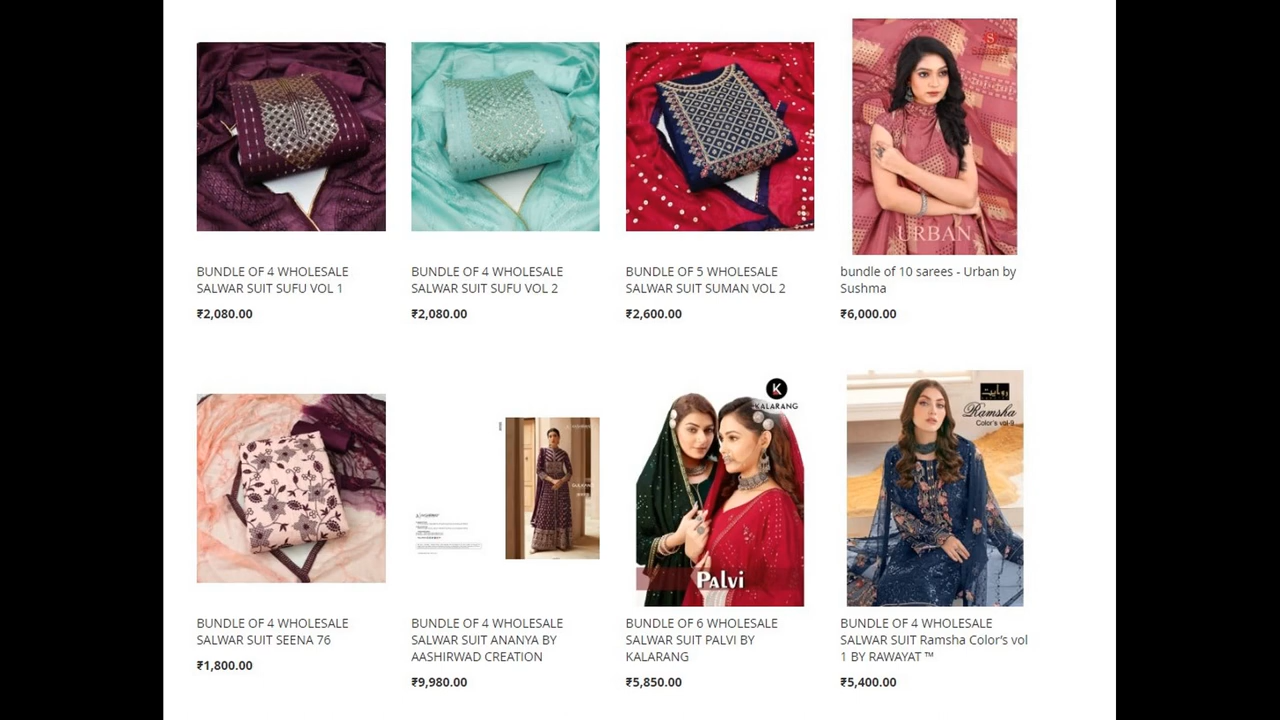 URBAN
BUNDLE OF 4 WHOLESALE
SALWAR SUIT SUFU VOL 1
₹2,080.00
BUNDLE OF 4 WHOLESALE
SALWAR SUIT SUFU VOL 2
₹2,080.00
BUNDLE OF 5 WHOLESALE
SALWAR SUIT SUMAN VOL 2
₹2,600.00
bundle of 10 sarees - Urban by
Sushma
₹6,000.00
K
KALARANG
Palvi
روايت
Ramsha
Color's vol-9
BUNDLE OF 4 WHOLESALE
SALWAR SUIT SEENA 76
₹1,800.00
BUNDLE OF 4 WHOLESALE
SALWAR SUIT ANANYA BY
AASHIRWAD CREATION
₹9,980.00
BUNDLE OF 6 WHOLESALE
SALWAR SUIT PALVI BY
KALARANG
₹5,850.00
BUNDLE OF 4 WHOLESALE
SALWAR SUIT Ramsha Color’s vol
1 BY RAWAYAT ™
₹5,400.00